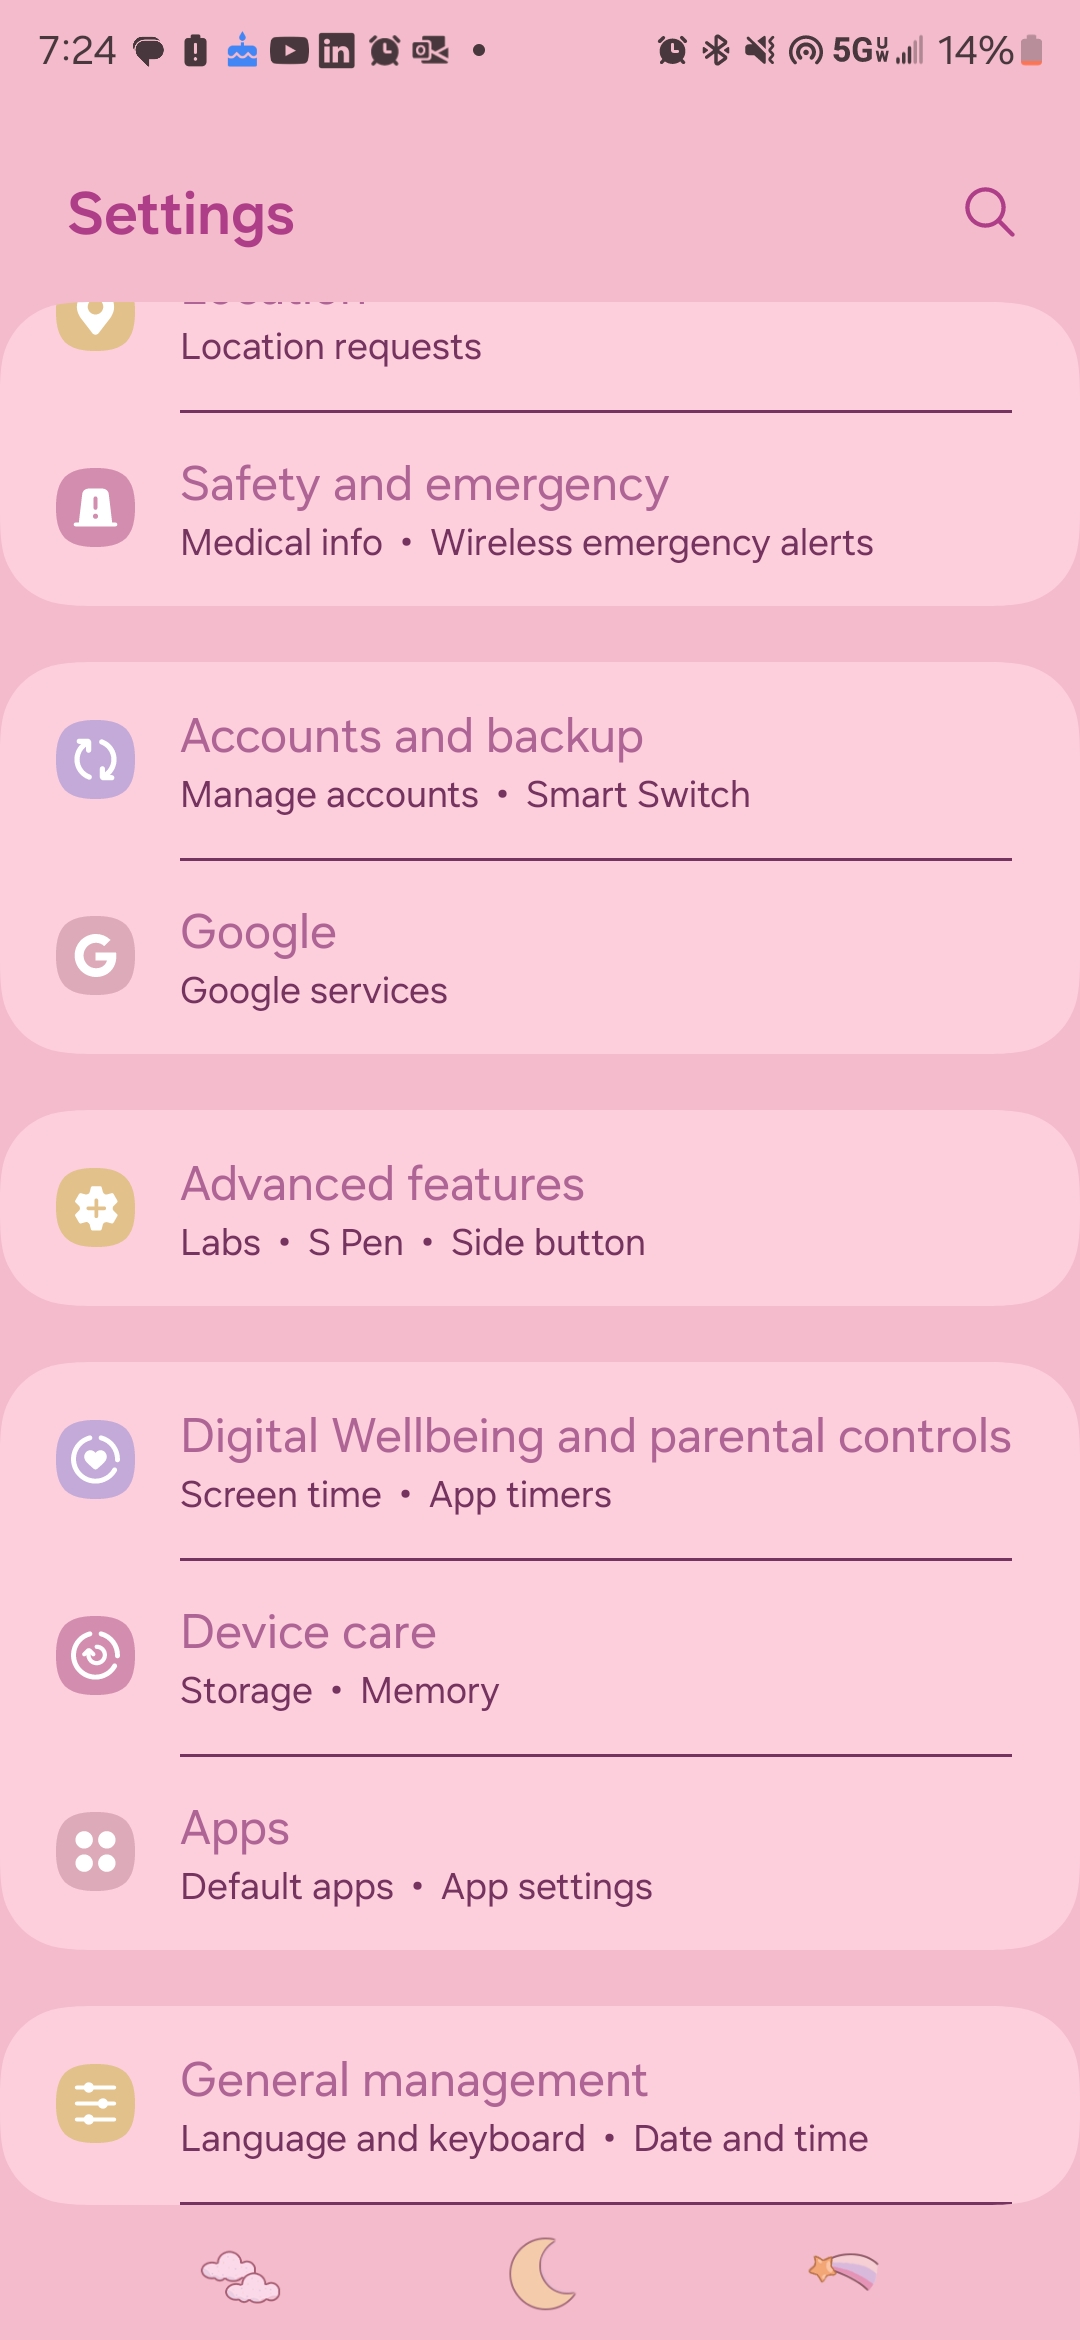 7:24 5G UW 14%
Settings
Location
Location requests
Safety and emergency
Medical info • Wireless emergency alerts
Accounts and backup
Manage accounts • Smart Switch
Google
Google services
Advanced features
Labs • S Pen • Side button
Digital Wellbeing and parental controls
Screen time • App timers
Device care
Storage • Memory
Apps
Default apps • App settings
General management
Language and keyboard • Date and time